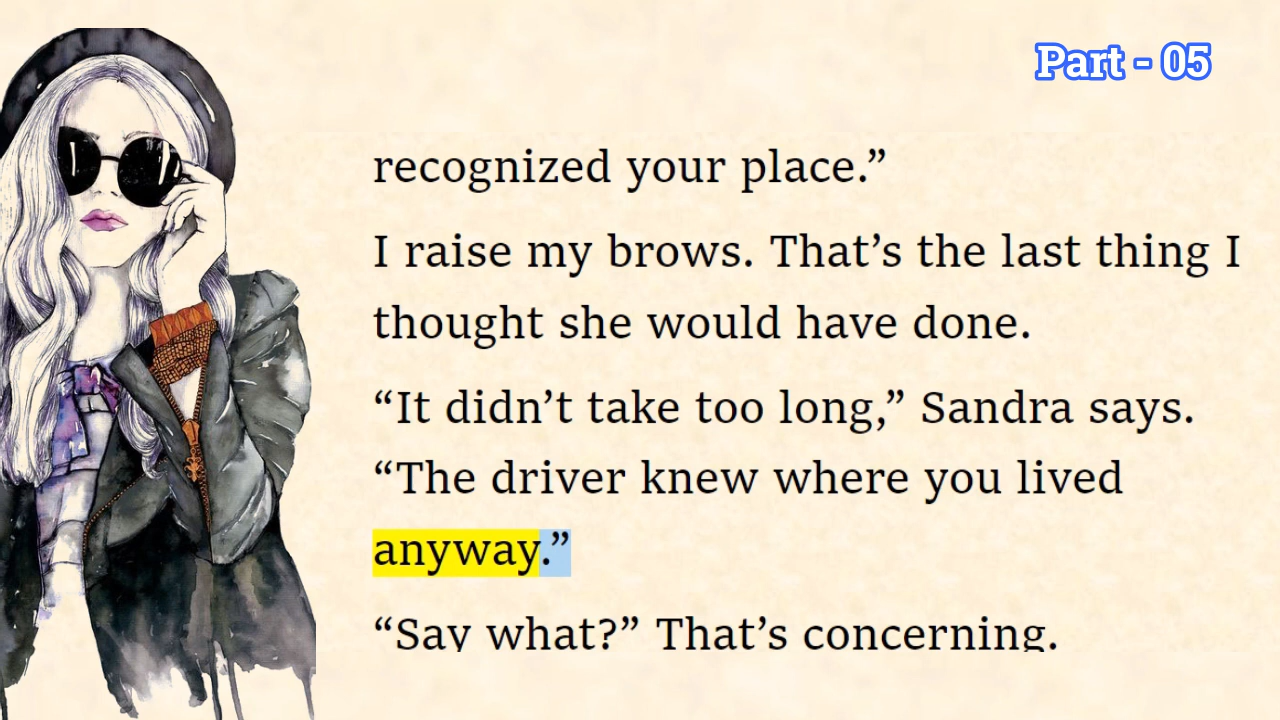 Part - 05
recognized your place.”
I raise my brows. That’s the last thing I
thought she would have done.
“It didn’t take too long,” Sandra says.
“The driver knew where you lived
anyway.”
“Say what?” That’s concerning.